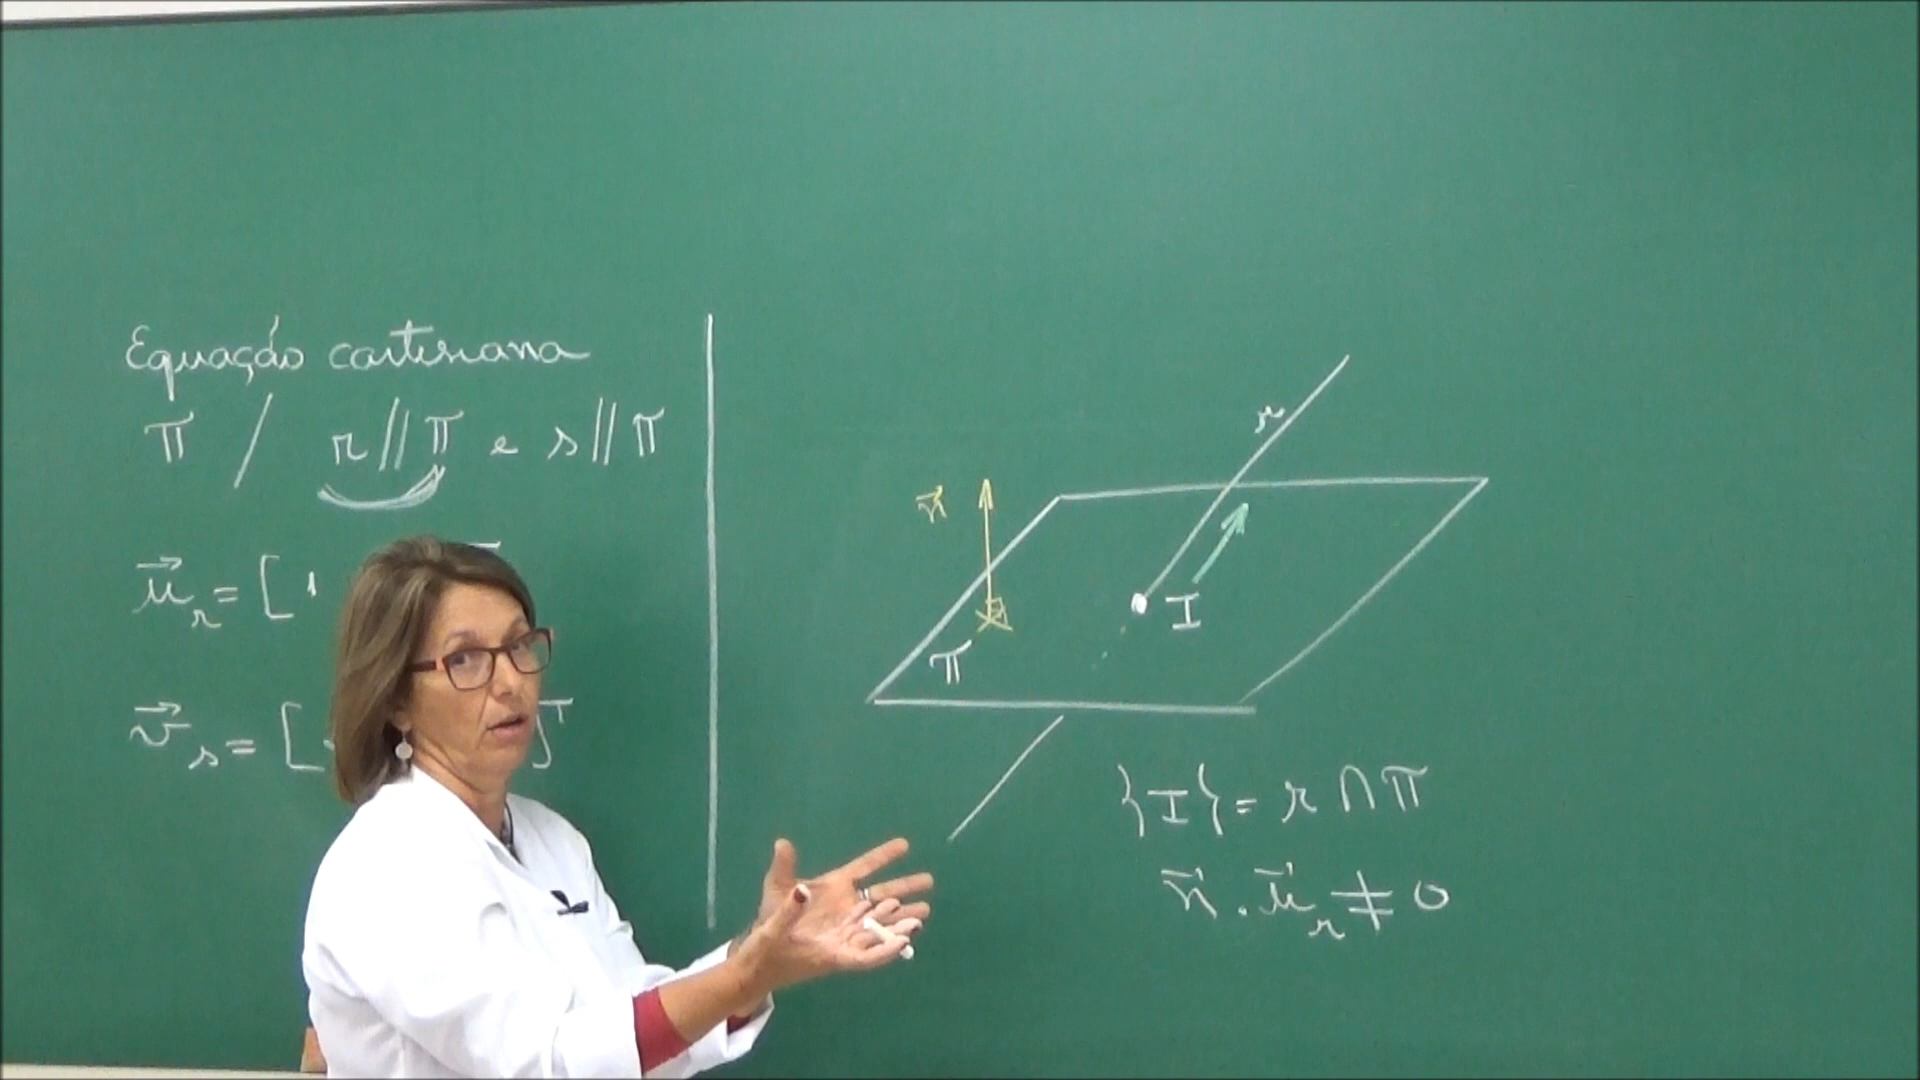 Equação cartesiana
π / r // π e s // π
u⃗r = [1
v⃗s = [ ]ᵀ
r
n⃗
I
π
{I} = r ∩ π
n⃗ . u⃗r ≠ 0